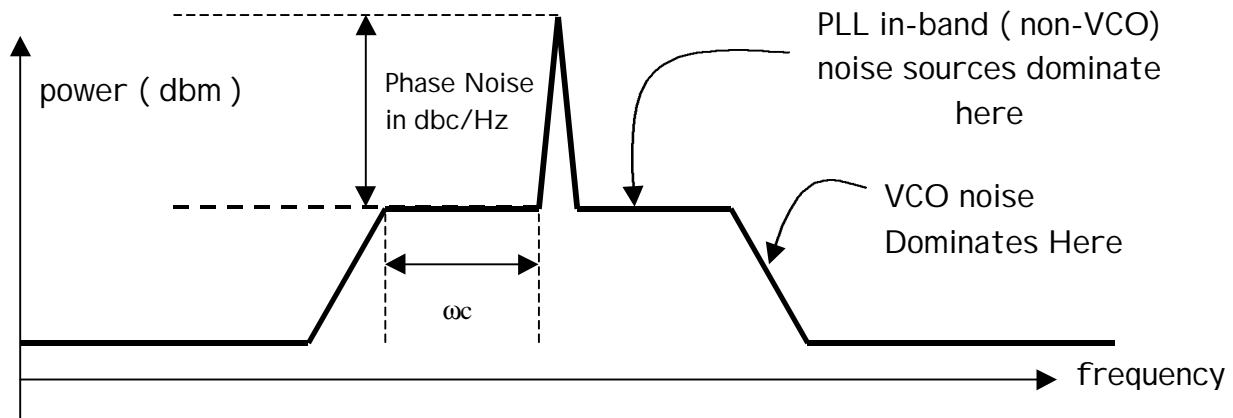 power ( dbm )
Phase Noise
in dbc/Hz
PLL in-band ( non-VCO)
noise sources dominate
here
VCO noise
Dominates Here
ωc
frequency